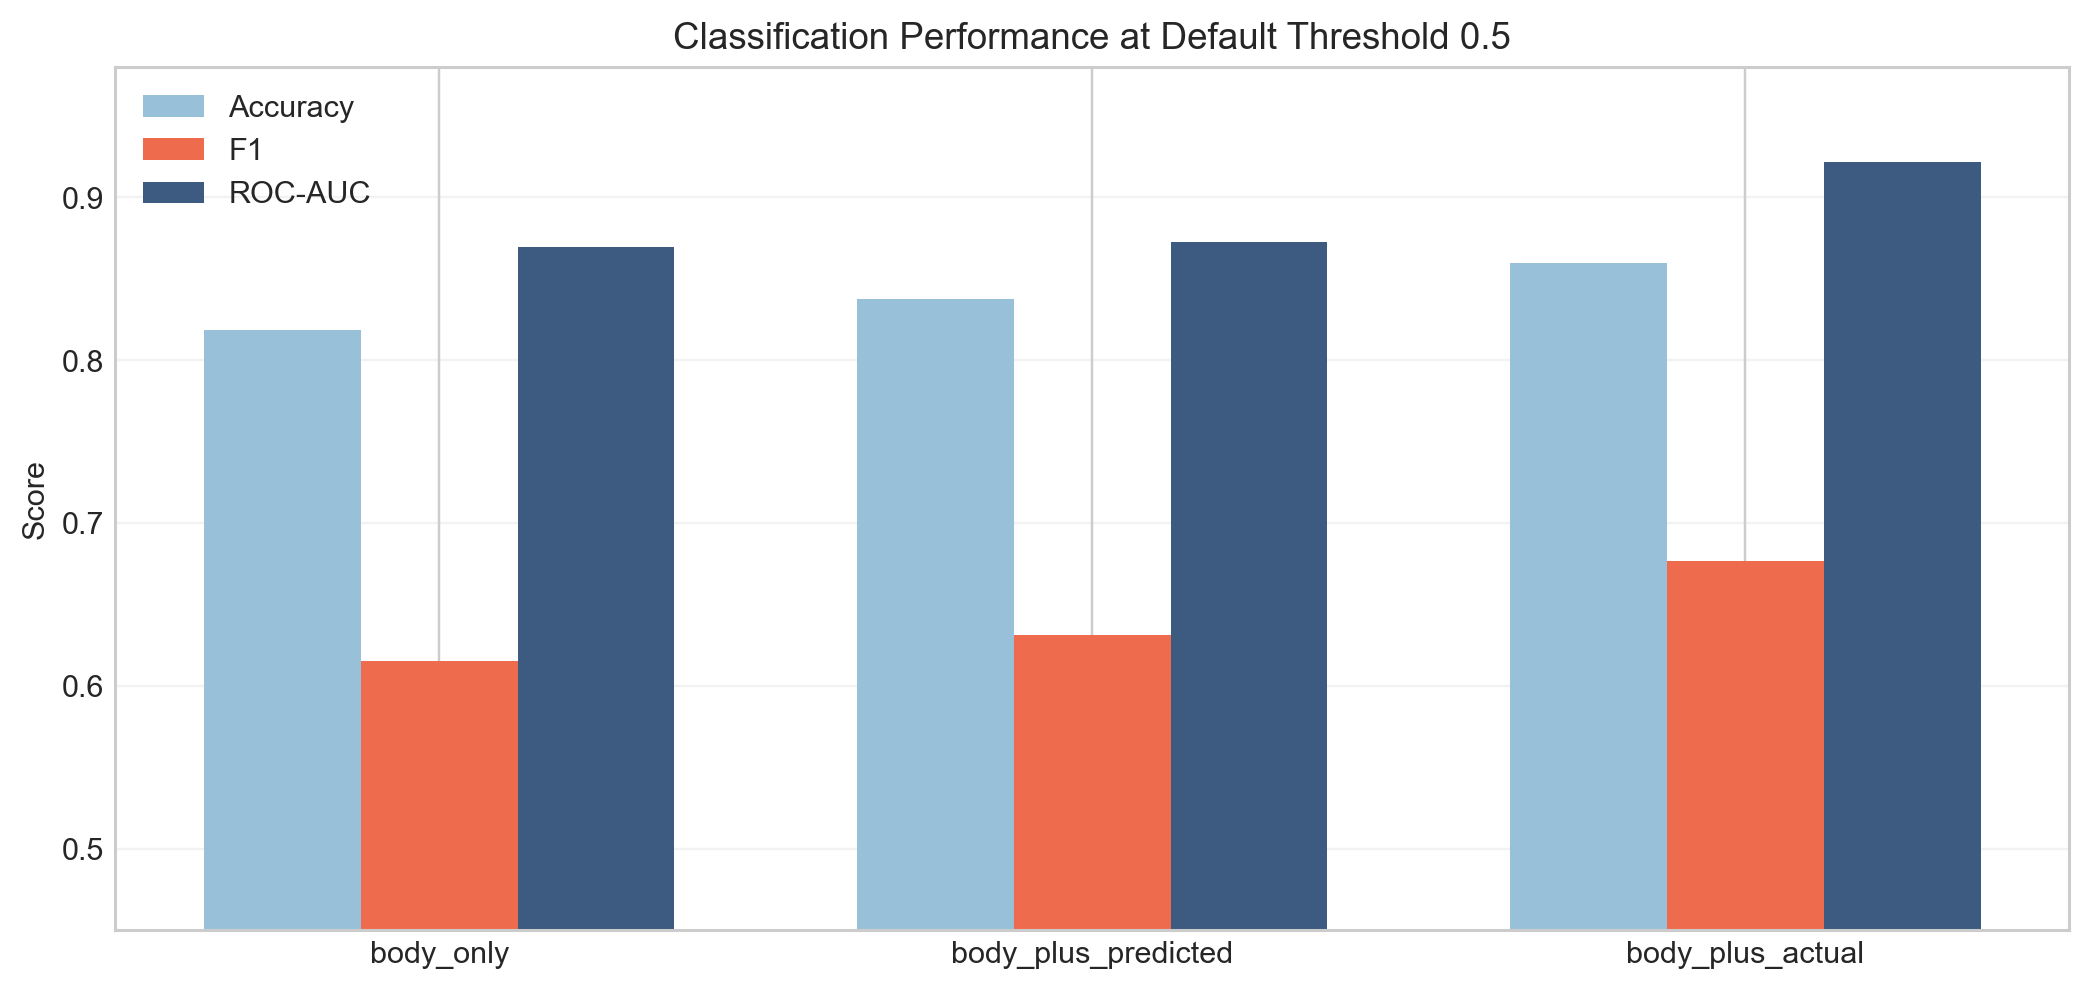 Classification Performance at Default Threshold 0.5
Accuracy
F1
ROC-AUC
0.9
0.8
0.7
0.6
0.5
Score
body_only
body_plus_predicted
body_plus_actual